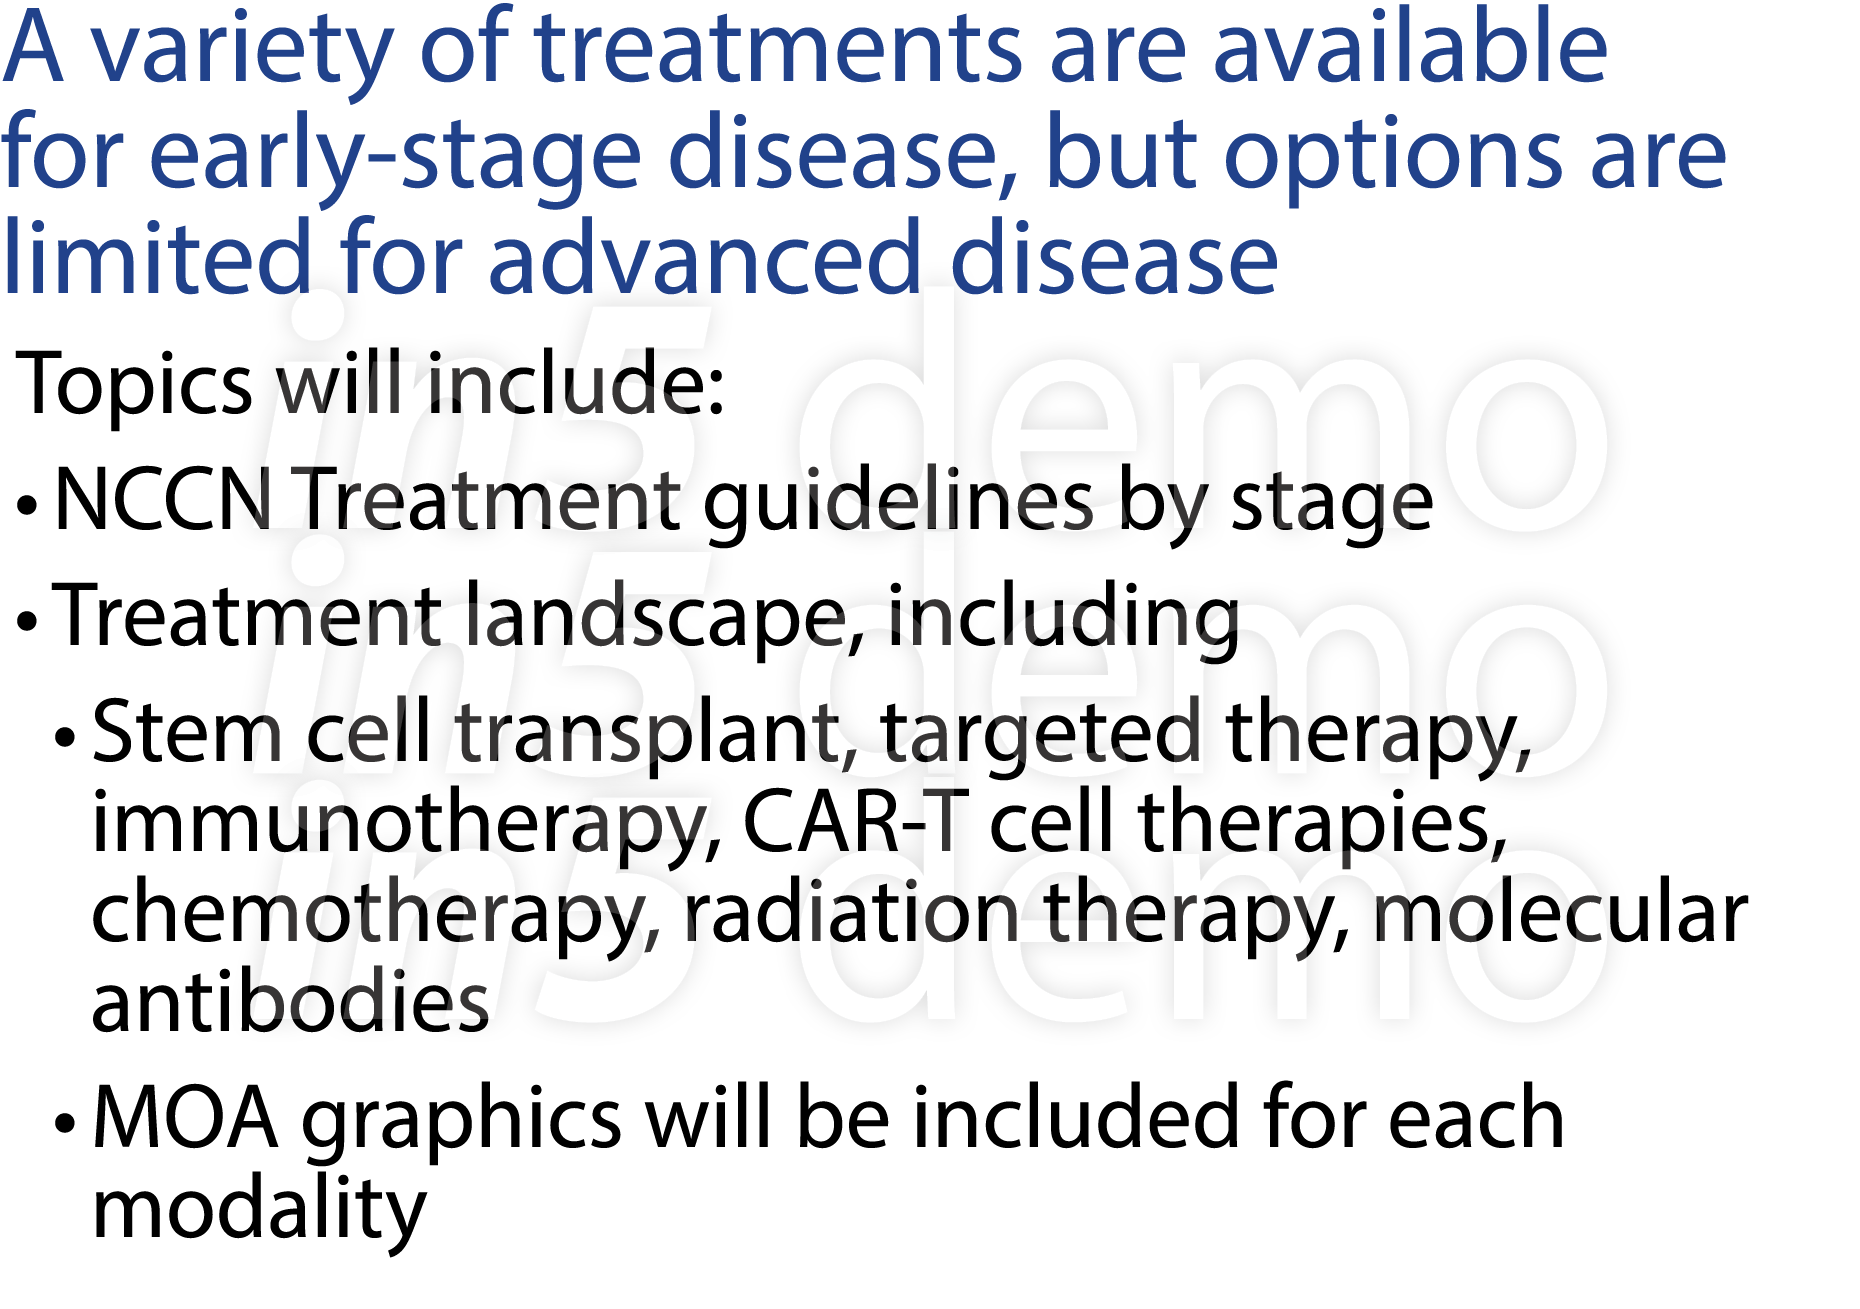 A variety of treatments are available
for early-stage disease, but options are
limited for advanced disease
Topics will include:
• NCCN Treatment guidelines by stage
• Treatment landscape, including
• Stem cell transplant, targeted therapy,
immunotherapy, CAR-T cell therapies,
chemotherapy, radiation therapy, molecular
antibodies
• MOA graphics will be included for each
modality
in5 demo
in5 demo
in5 demo